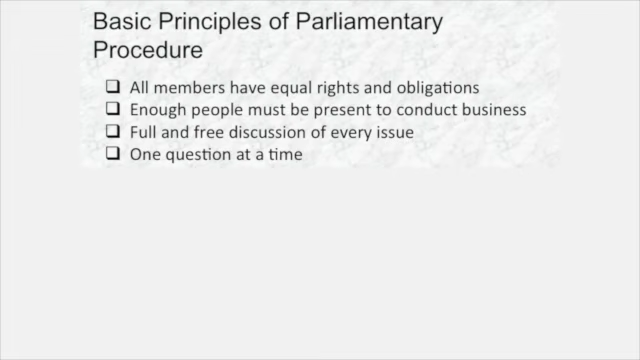 Basic Principles of Parliamentary
Procedure
❑ All members have equal rights and obligations
❑ Enough people must be present to conduct business
❑ Full and free discussion of every issue
❑ One question at a time